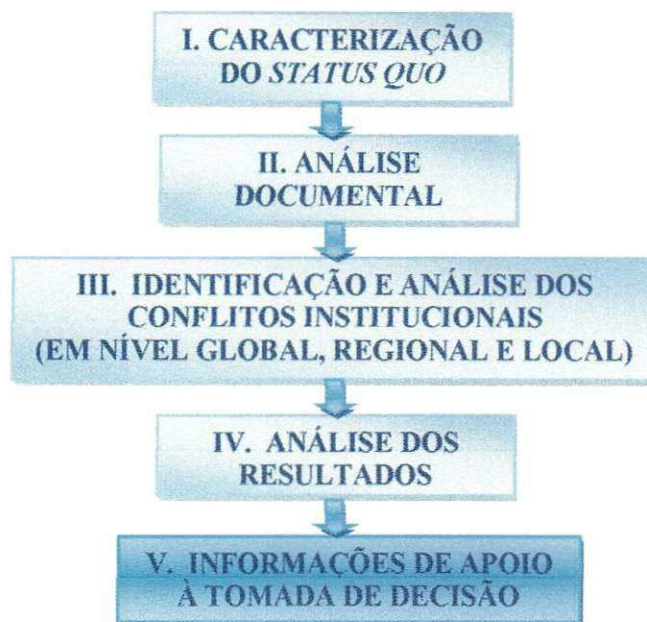 I. CARACTERIZAÇÃO
DO STATUS QUO
II. ANÁLISE
DOCUMENTAL
III. IDENTIFICAÇÃO E ANÁLISE DOS
CONFLITOS INSTITUCIONAIS
(EM NÍVEL GLOBAL, REGIONAL E LOCAL)
IV. ANÁLISE DOS
RESULTADOS
V. INFORMAÇÕES DE APOIO
À TOMADA DE DECISÃO